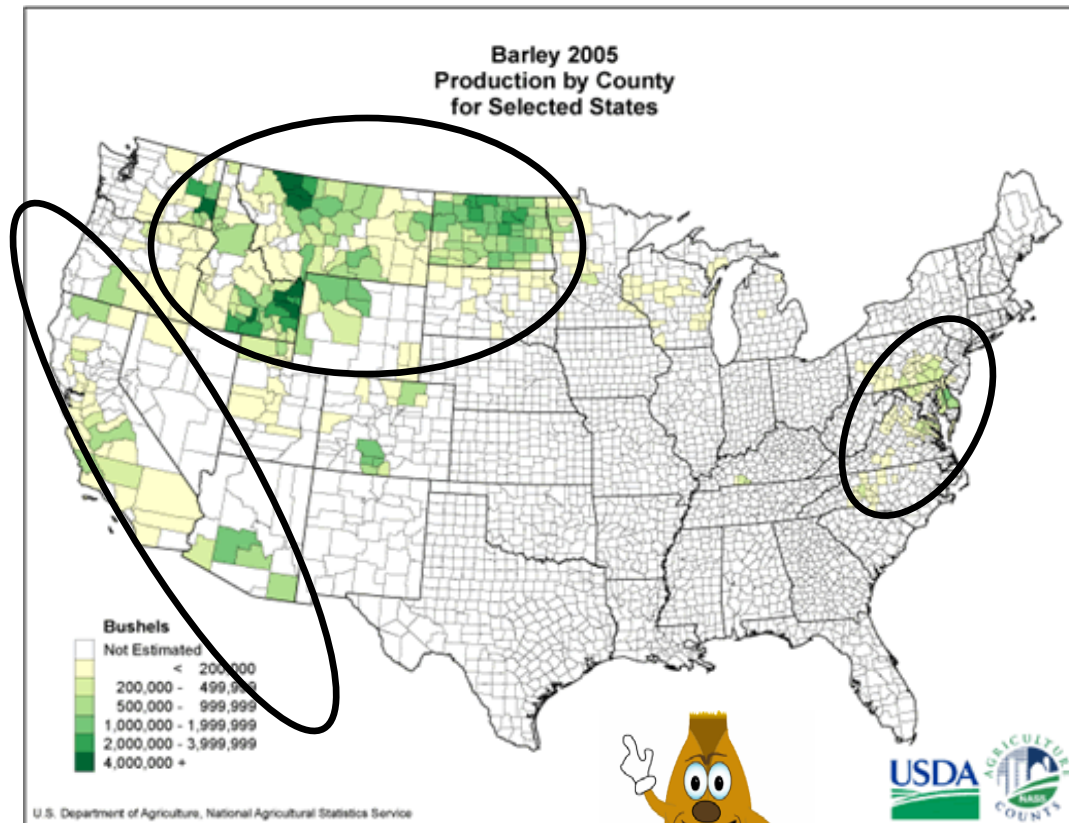 Barley 2005
Production by County
for Selected States
Bushels
Not Estimated
< 200,000
200,000 - 499,999
500,000 - 999,999
1,000,000 - 1,999,999
2,000,000 - 3,999,999
4,000,000 +
U.S. Department of Agriculture, National Agricultural Statistics Service
USDA
AGRICULTURE
NASS
COUNTS